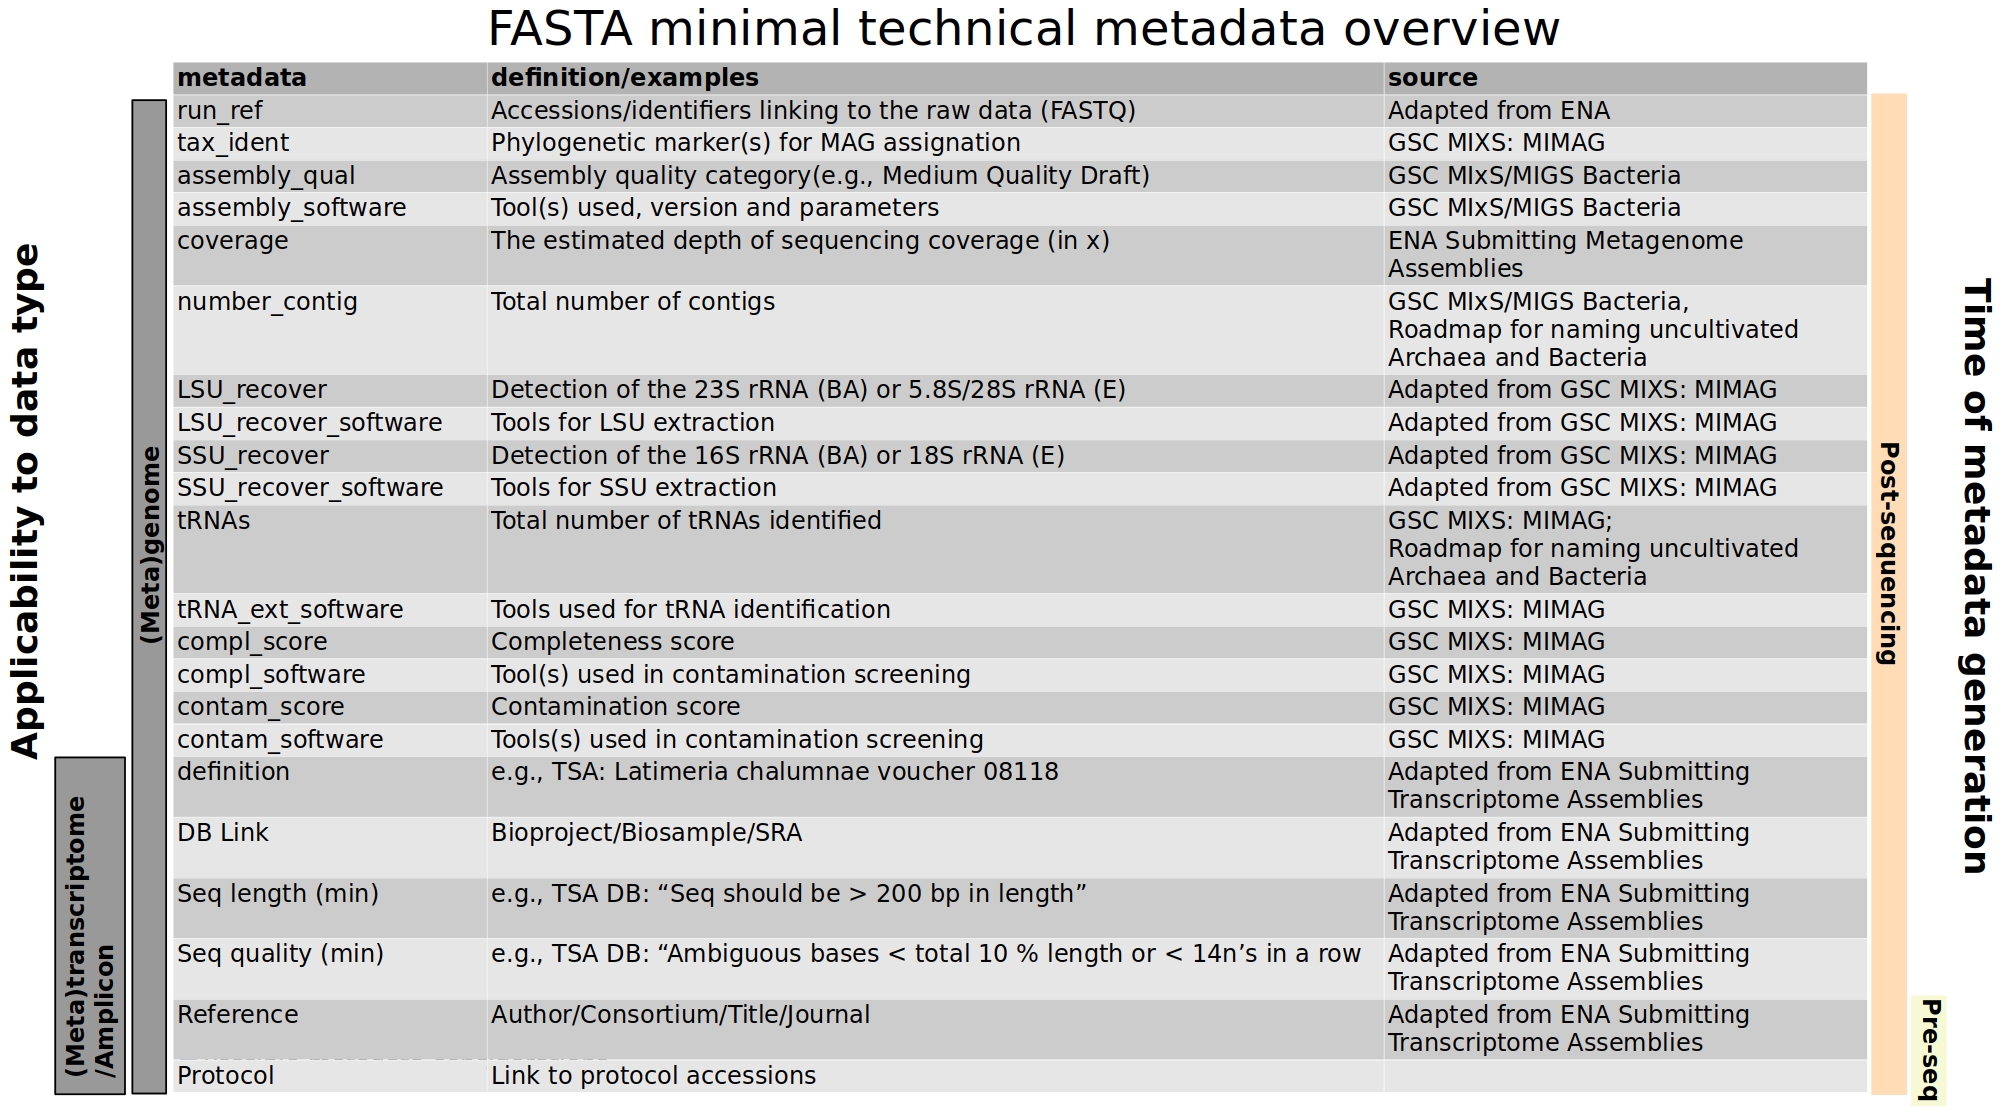 FASTA minimal technical metadata overview
metadata definition/examples source
run_ref Accessions/identifiers linking to the raw data (FASTQ) Adapted from ENA
tax_ident Phylogenetic marker(s) for MAG assignation GSC MIXS: MIMAG
assembly_qual Assembly quality category(e.g., Medium Quality Draft) GSC MIxS/MIGS Bacteria
assembly_software Tool(s) used, version and parameters GSC MIxS/MIGS Bacteria
coverage The estimated depth of sequencing coverage (in x) ENA Submitting Metagenome
Assemblies
number_contig Total number of contigs GSC MIxS/MIGS Bacteria,
Roadmap for naming uncultivated
Archaea and Bacteria
LSU_recover Detection of the 23S rRNA (BA) or 5.8S/28S rRNA (E) Adapted from GSC MIXS: MIMAG
LSU_recover_software Tools for LSU extraction Adapted from GSC MIXS: MIMAG
SSU_recover Detection of the 16S rRNA (BA) or 18S rRNA (E) Adapted from GSC MIXS: MIMAG
SSU_recover_software Tools for SSU extraction Adapted from GSC MIXS: MIMAG
tRNAs Total number of tRNAs identified GSC MIXS: MIMAG;
Roadmap for naming uncultivated
Archaea and Bacteria
tRNA_ext_software Tools used for tRNA identification GSC MIXS: MIMAG
compl_score Completeness score GSC MIXS: MIMAG
compl_software Tool(s) used in contamination screening GSC MIXS: MIMAG
contam_score Contamination score GSC MIXS: MIMAG
contam_software Tools(s) used in contamination screening GSC MIXS: MIMAG
definition e.g., TSA: Latimeria chalumnae voucher 08118 Adapted from ENA Submitting
Transcriptome Assemblies
DB Link Bioproject/Biosample/SRA Adapted from ENA Submitting
Transcriptome Assemblies
Seq length (min) e.g., TSA DB: “Seq should be > 200 bp in length” Adapted from ENA Submitting
Transcriptome Assemblies
Seq quality (min) e.g., TSA DB: “Ambiguous bases < total 10 % length or < 14n’s in a row Adapted from ENA Submitting
Transcriptome Assemblies
Reference Author/Consortium/Title/Journal Adapted from ENA Submitting
Transcriptome Assemblies
Protocol Link to protocol accessions
Applicability to data type
(Meta)transcriptome
/Amplicon
(Meta)genome
Post-sequencing
Pre-seq
Time of metadata generation